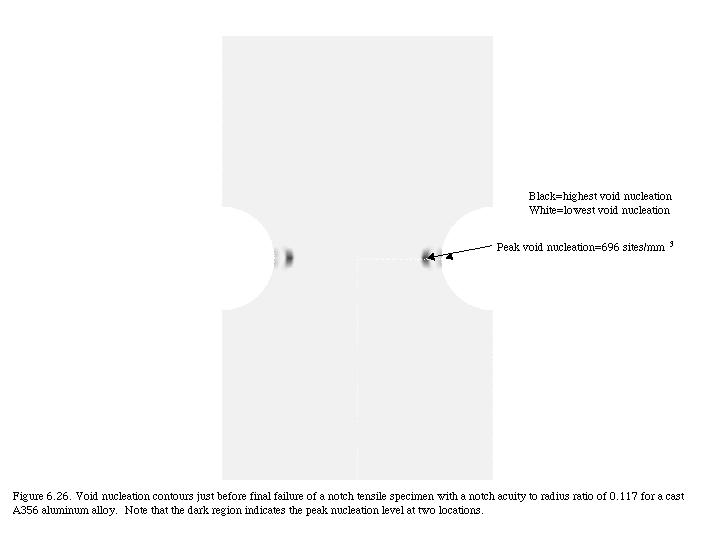 Black=highest void nucleation
White=lowest void nucleation
Peak void nucleation=696 sites/mm 3
Figure 6.26. Void nucleation contours just before final failure of a notch tensile specimen with a notch acuity to radius ratio of 0.117 for a cast
A356 aluminum alloy. Note that the dark region indicates the peak nucleation level at two locations.